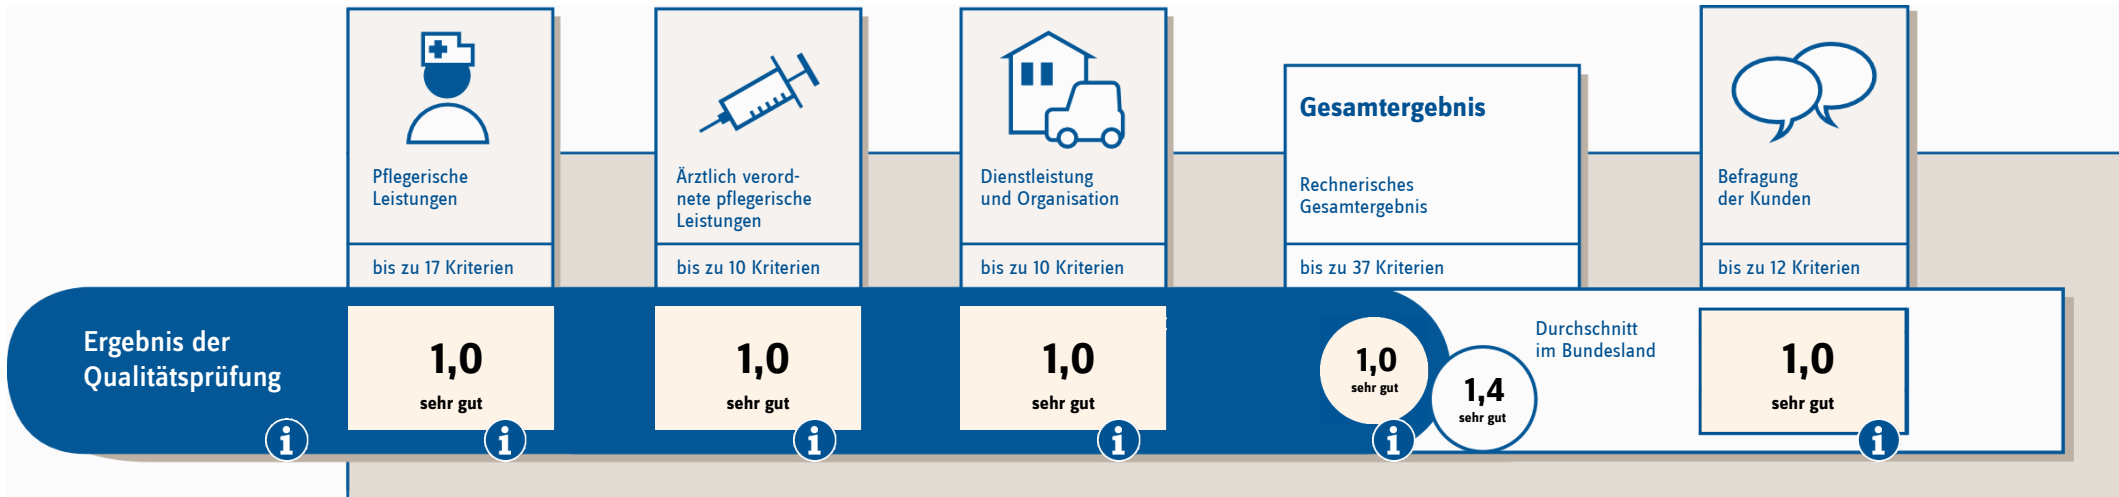 Pflegerische
Leistungen
bis zu 17 Kriterien
Ärztlich verord-
nete pflegerische
Leistungen
bis zu 10 Kriterien
Dienstleistung
und Organisation
bis zu 10 Kriterien
Gesamtergebnis
Rechnerisches
Gesamtergebnis
bis zu 37 Kriterien
Befragung
der Kunden
bis zu 12 Kriterien
Ergebnis der
Qualitätsprüfung
i
1,0
sehr gut
i
1,0
sehr gut
i
1,0
sehr gut
i
1,0
sehr gut
i
1,4
sehr gut
Durchschnitt
im Bundesland
1,0
sehr gut
i